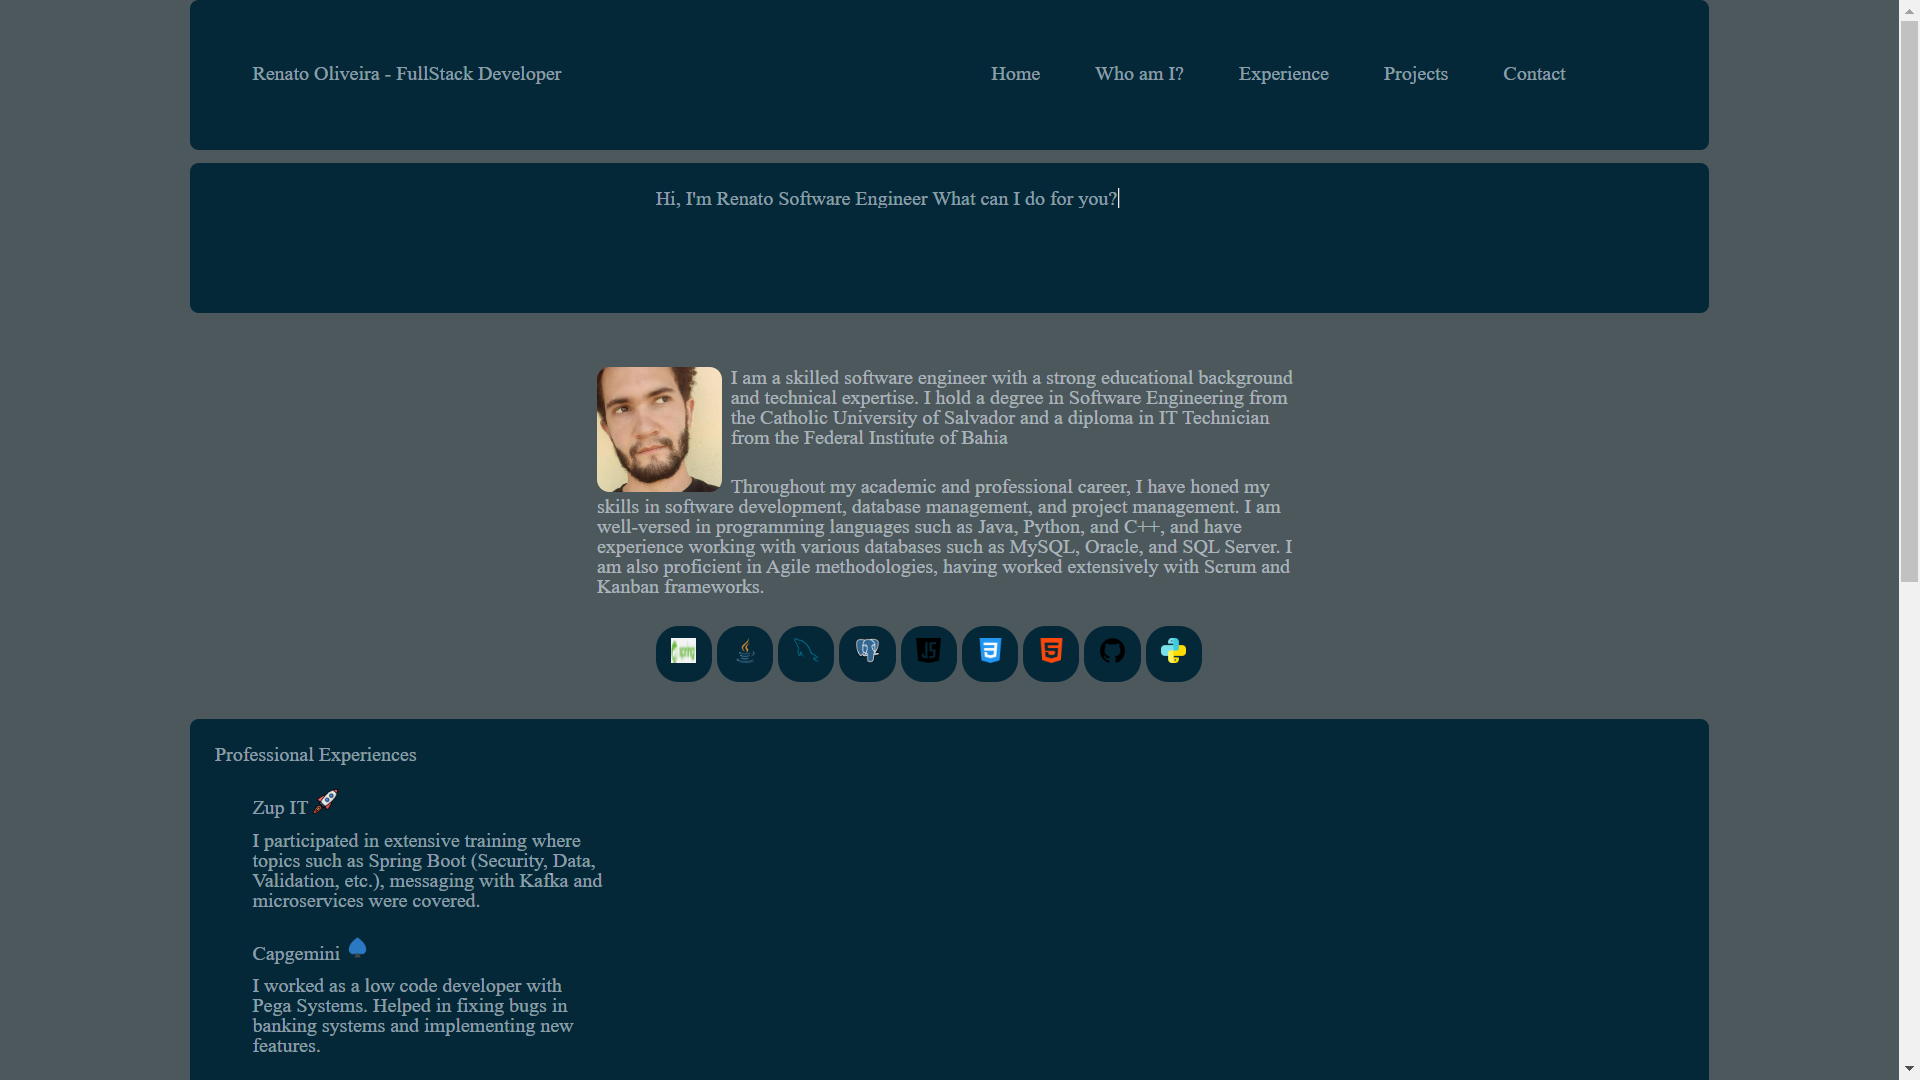 Renato Oliveira - FullStack Developer
Home
Who am I?
Experience
Projects
Contact
Hi, I'm Renato Software Engineer What can I do for you?
I am a skilled software engineer with a strong educational background
and technical expertise. I hold a degree in Software Engineering from
the Catholic University of Salvador and a diploma in IT Technician
from the Federal Institute of Bahia
Throughout my academic and professional career, I have honed my
skills in software development, database management, and project management. I am
well-versed in programming languages such as Java, Python, and C++, and have
experience working with various databases such as MySQL, Oracle, and SQL Server. I
am also proficient in Agile methodologies, having worked extensively with Scrum and
Kanban frameworks.
spring
JS
3
5
Professional Experiences
Zup IT
I participated in extensive training where
topics such as Spring Boot (Security, Data,
Validation, etc.), messaging with Kafka and
microservices were covered.
Capgemini
I worked as a low code developer with
Pega Systems. Helped in fixing bugs in
banking systems and implementing new
features.